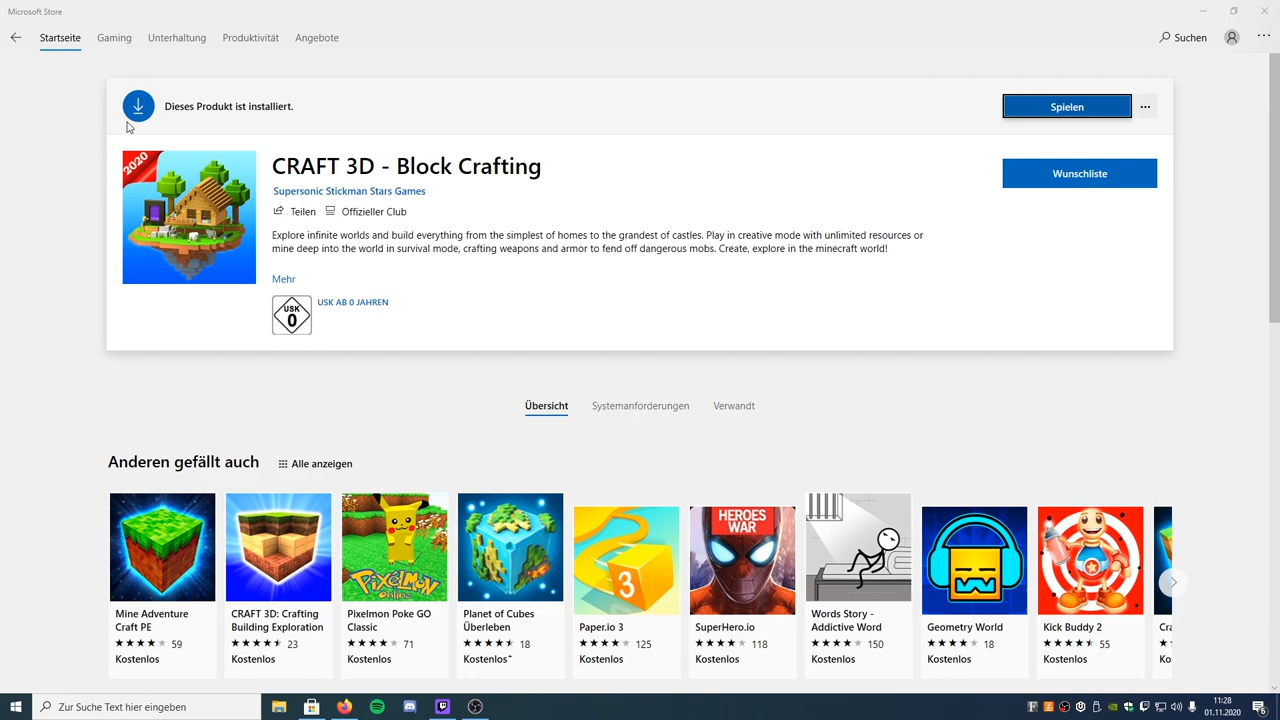 Microsoft Store
Startseite Gaming Unterhaltung Produktivität Angebote Suchen
Dieses Produkt ist installiert.
Spielen
2020
CRAFT 3D - Block Crafting
Wunschliste
Supersonic Stickman Stars Games
Teilen Offizieller Club
Explore infinite worlds and build everything from the simplest of homes to the grandest of castles. Play in creative mode with unlimited resources or
mine deep into the world in survival mode, crafting weapons and armor to fend off dangerous mobs. Create, explore in the minecraft world!
Mehr
USK
0
USK AB 0 JAHREN
Übersicht Systemanforderungen Verwandt
Anderen gefällt auch Alle anzeigen
PIXELMON
Online
3
HEROES
WAR
Mine Adventure
Craft PE
59
Kostenlos
CRAFT 3D: Crafting
Building Exploration
23
Kostenlos
Pixelmon Poke GO
Classic
71
Kostenlos
Planet of Cubes
Überleben
18
Kostenlos+
Paper.io 3
125
Kostenlos
SuperHero.io
118
Kostenlos
Words Story -
Addictive Word
150
Kostenlos
Geometry World
18
Kostenlos
Kick Buddy 2
55
Kostenlos
Cra
Ko
Zur Suche Text hier eingeben
11:28
01.11.2020
6